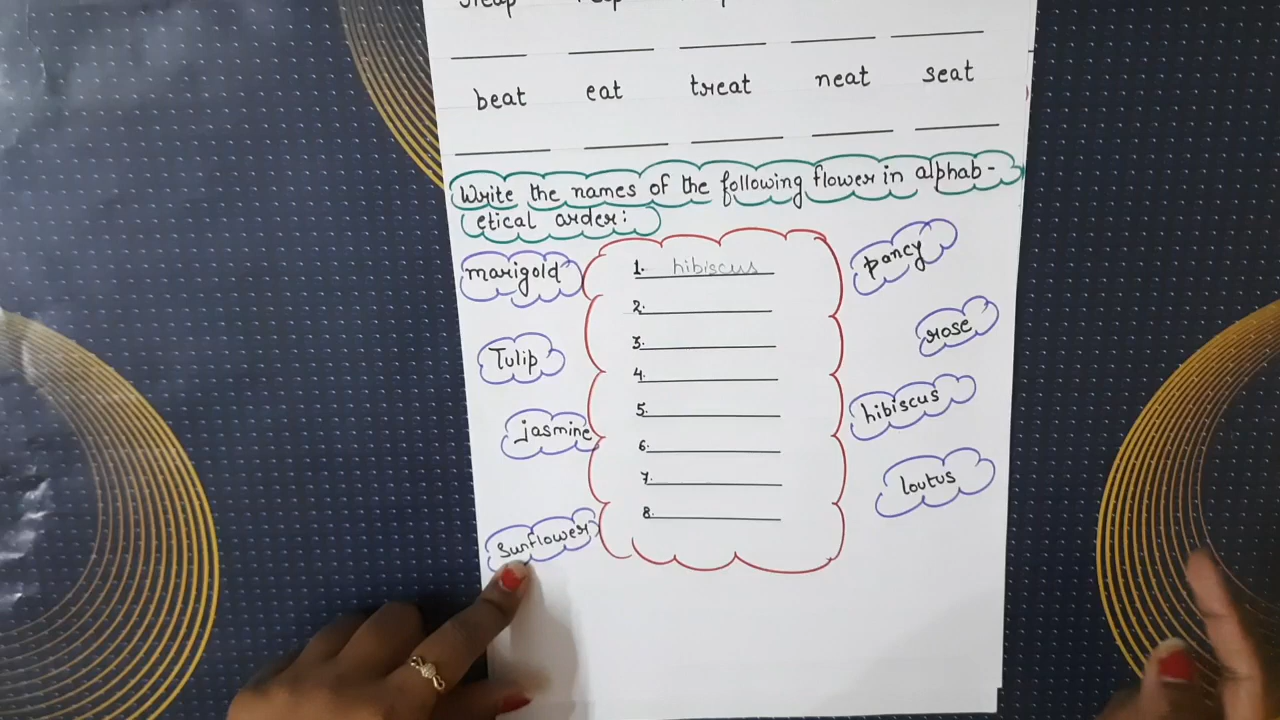 beat eat treat neat seat
Write the names of the following flower in alphab-
etical order:
marigold
Tulip
jasmine
Sunflower
1. hibiscus
2.
3.
4.
5.
6.
7.
8.
pancy
rose
hibiscus
loutus